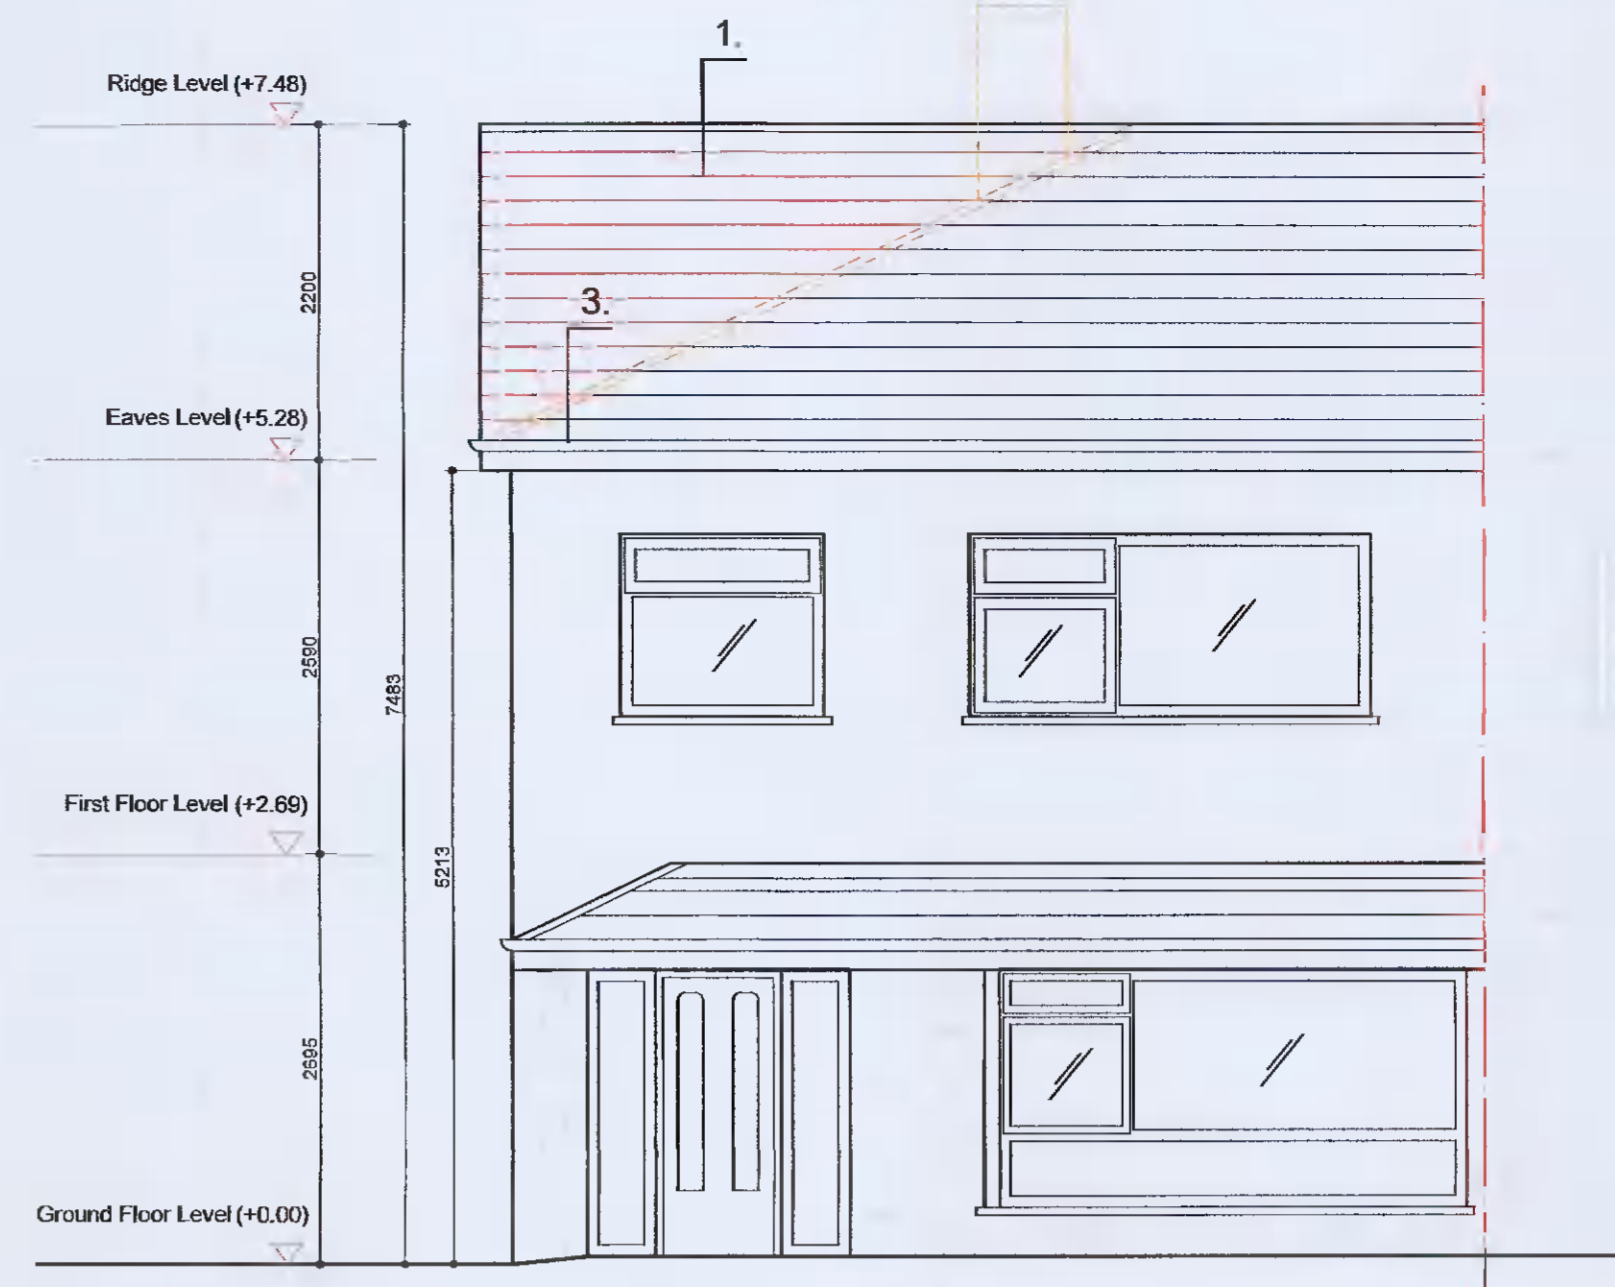 1.
Ridge Level (+7.48)
2200
3.
Eaves Level (+5.28)
2590
7483
First Floor Level (+2.69)
5213
2695
Ground Floor Level (+0.00)